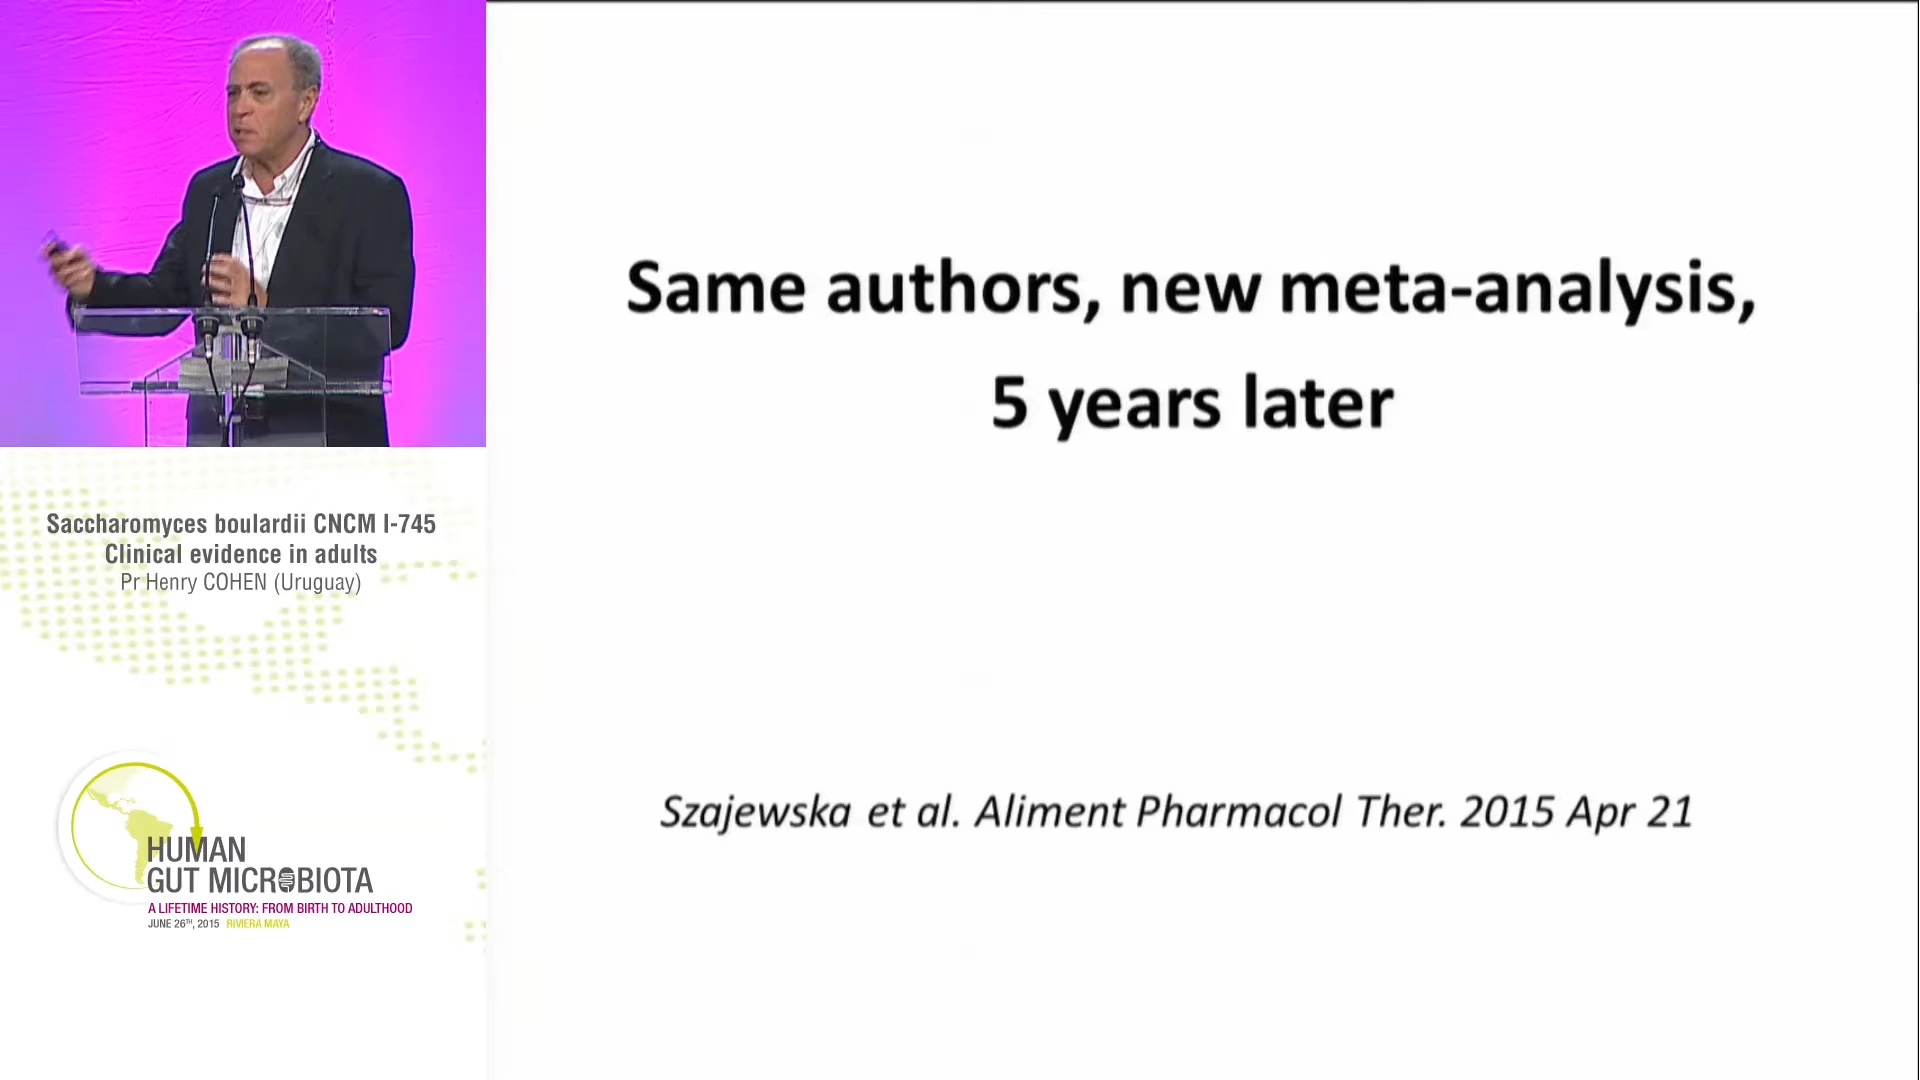 Same authors, new meta-analysis,
5 years later
Szajewska et al. Aliment Pharmacol Ther. 2015 Apr 21
Saccharomyces boulardii CNCM I-745
Clinical evidence in adults
Pr Henry COHEN (Uruguay)
HUMAN
GUT MICROBIOTA
A LIFETIME HISTORY: FROM BIRTH TO ADULTHOOD
JUNE 26TH, 2015 RIVIERA MAYA